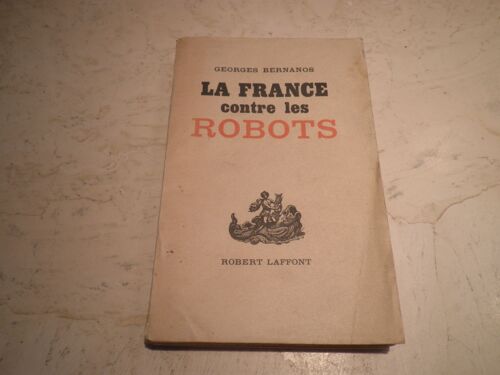 GEORGES BERNANOS
LA FRANCE
contre les
ROBOTS
ROBERT LAFFONT